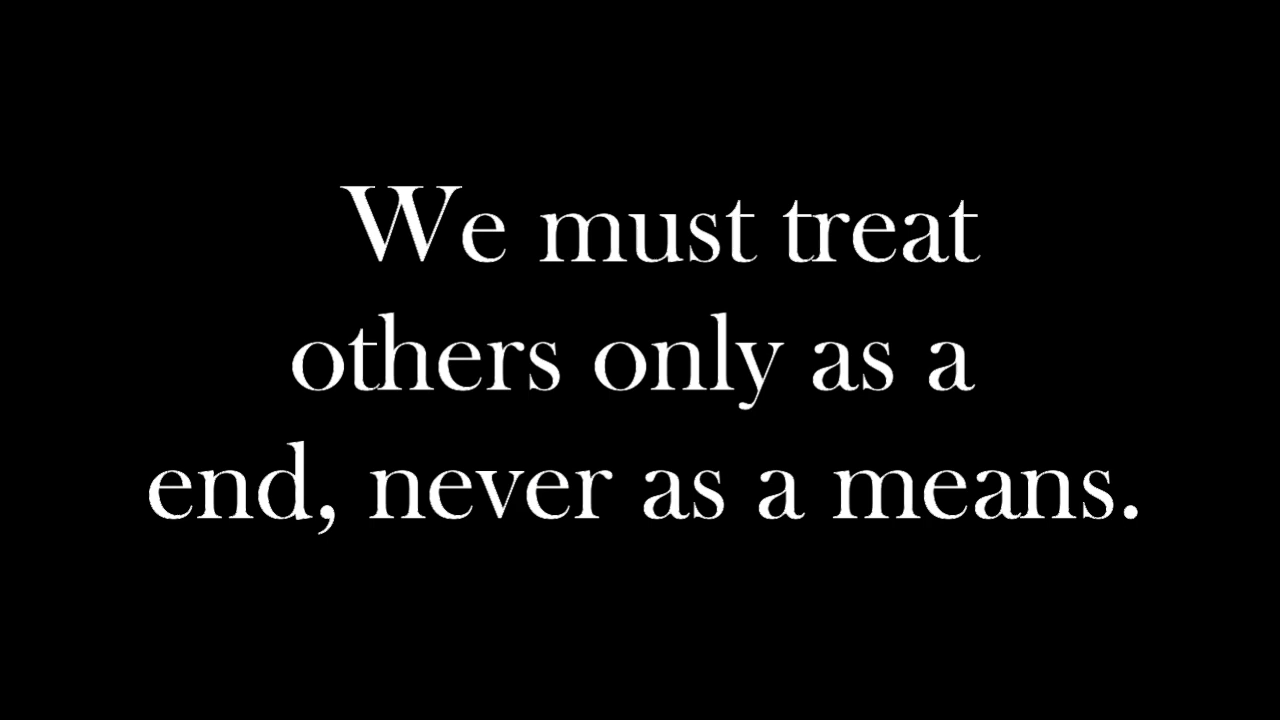 We must treat
others only as a
end, never as a means.